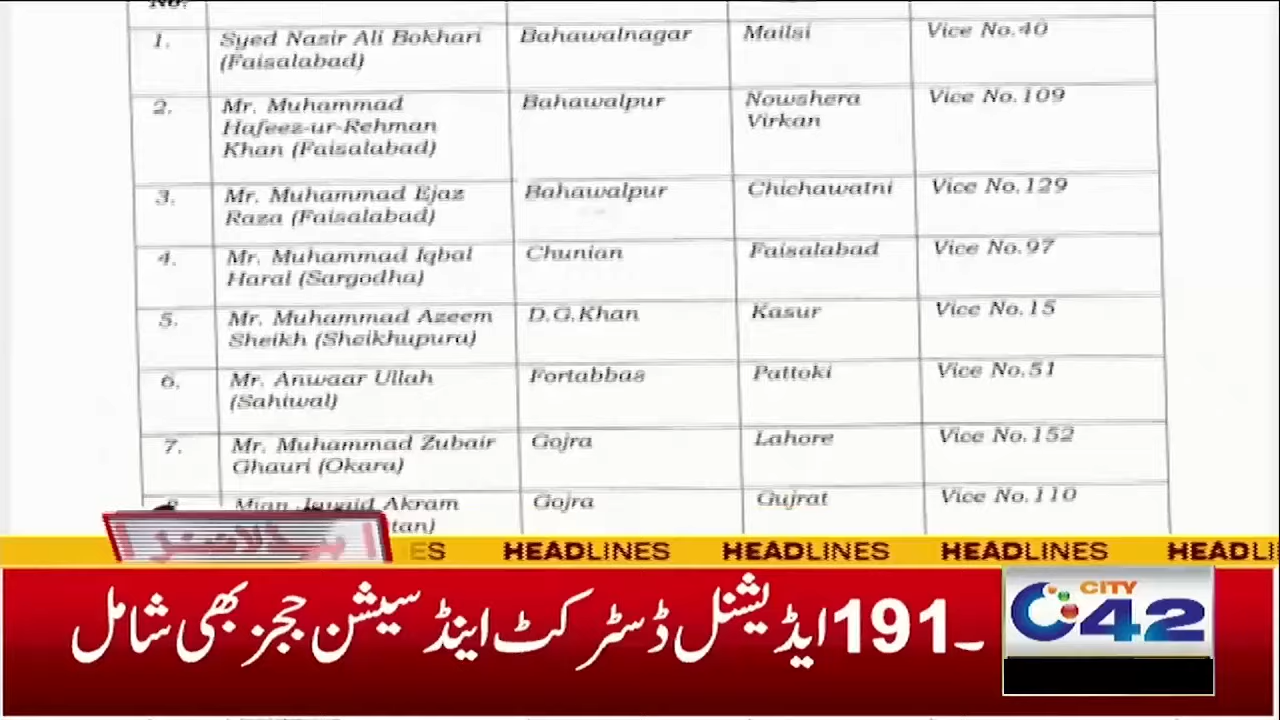 No.
1. Syed Nasir Ali Bokhari Bahawalnagar Mailsi Vice No.40
(Faisalabad)
2. Mr. Muhammad Bahawalpur Nowshera Vice No.109
Hafeez-ur-Rehman Virkan
Khan (Faisalabad)
3. Mr. Muhammad Ejaz Bahawalpur Chichawatni Vice No.129
Raza (Faisalabad)
4. Mr. Muhammad Iqbal Chunian Faisalabad Vice No.97
Haral (Sargodha)
5. Mr. Muhammad Azeem D.G.Khan Kasur Vice No.15
Sheikh (Sheikhupura)
6. Mr. Anwaar Ullah Fortabbas Pattoki Vice No.51
(Sahiwal)
7. Mr. Muhammad Zubair Gojra Lahore Vice No.152
Ghauri (Okara)
8. Mian Javaid Akram Gojra Gujrat Vice No.110
tan)
ES HEADLINES HEADLINES HEADLINES HEADLI
۔191 ایڈیشنل ڈسٹرکٹ اینڈ سیشن ججز بھی شامل
CITY
42